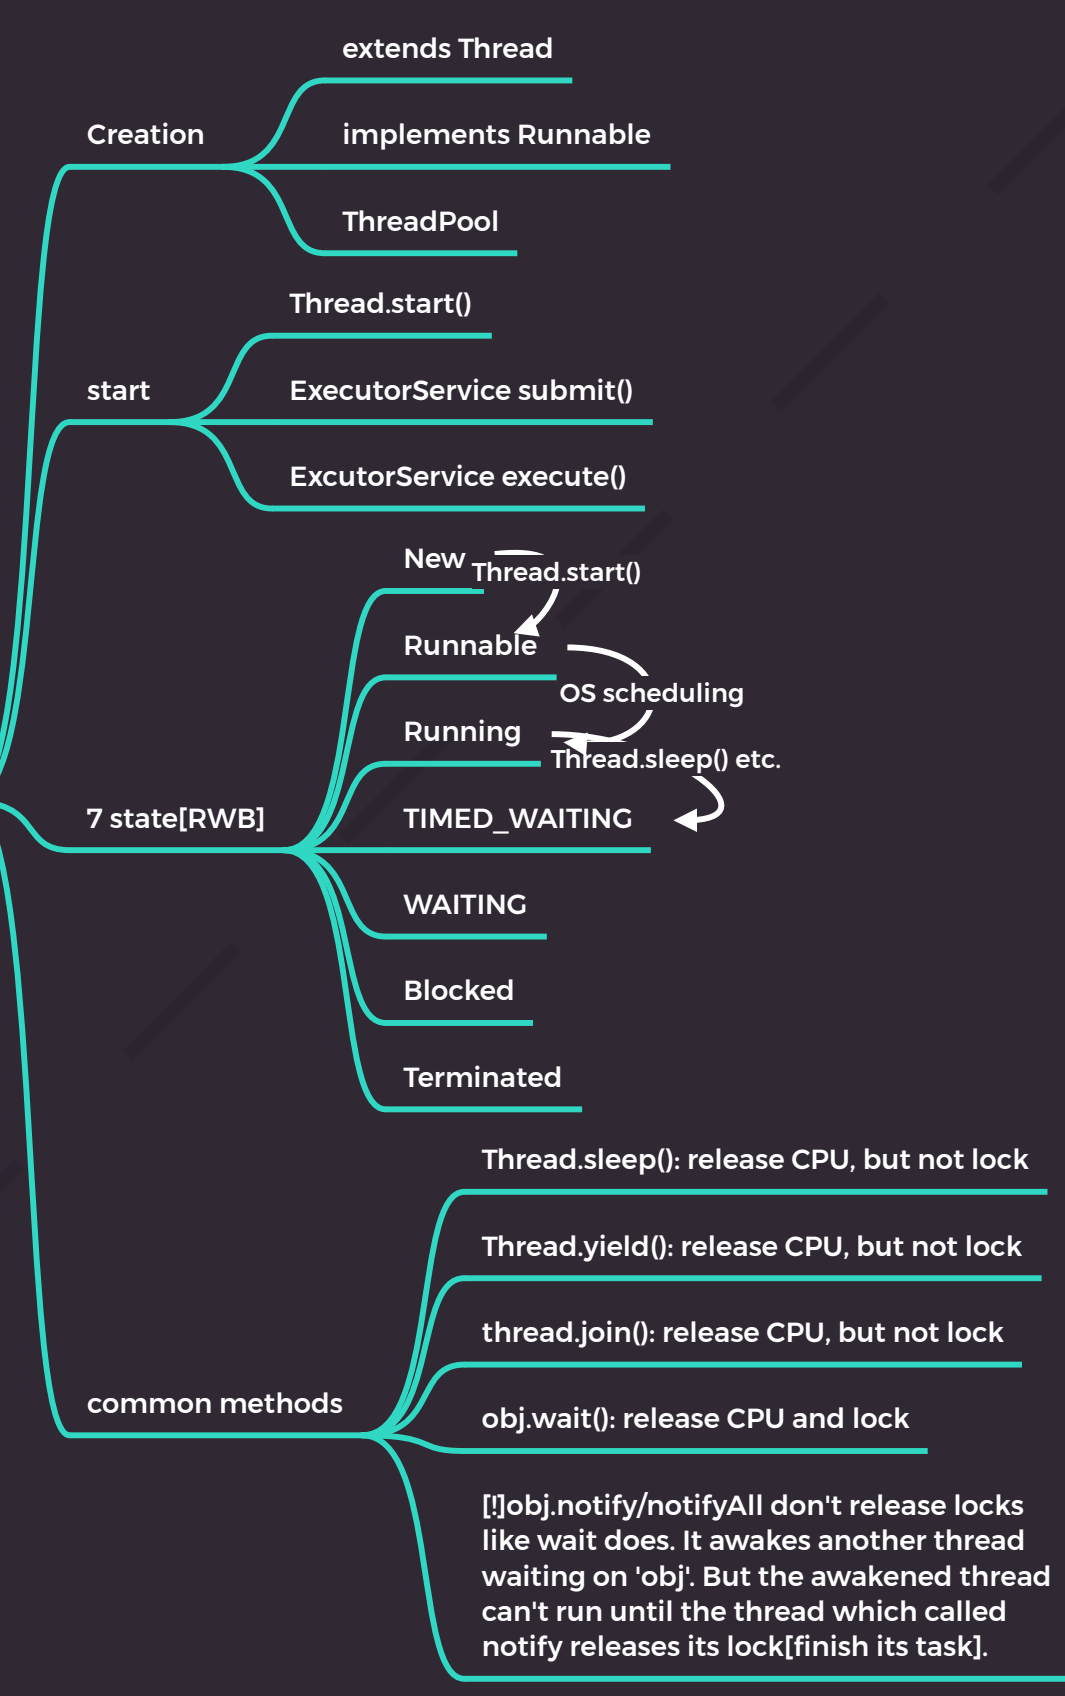 extends Thread
Creation
implements Runnable
ThreadPool
Thread.start()
start
ExecutorService submit()
ExcutorService execute()
New
Thread.start()
Runnable
OS scheduling
Running
Thread.sleep() etc.
7 state[RWB]
TIMED_WAITING
WAITING
Blocked
Terminated
Thread.sleep(): release CPU, but not lock
Thread.yield(): release CPU, but not lock
thread.join(): release CPU, but not lock
common methods
obj.wait(): release CPU and lock
[!]obj.notify/notifyAll don't release locks
like wait does. It awakes another thread
waiting on 'obj'. But the awakened thread
can't run until the thread which called
notify releases its lock[finish its task].